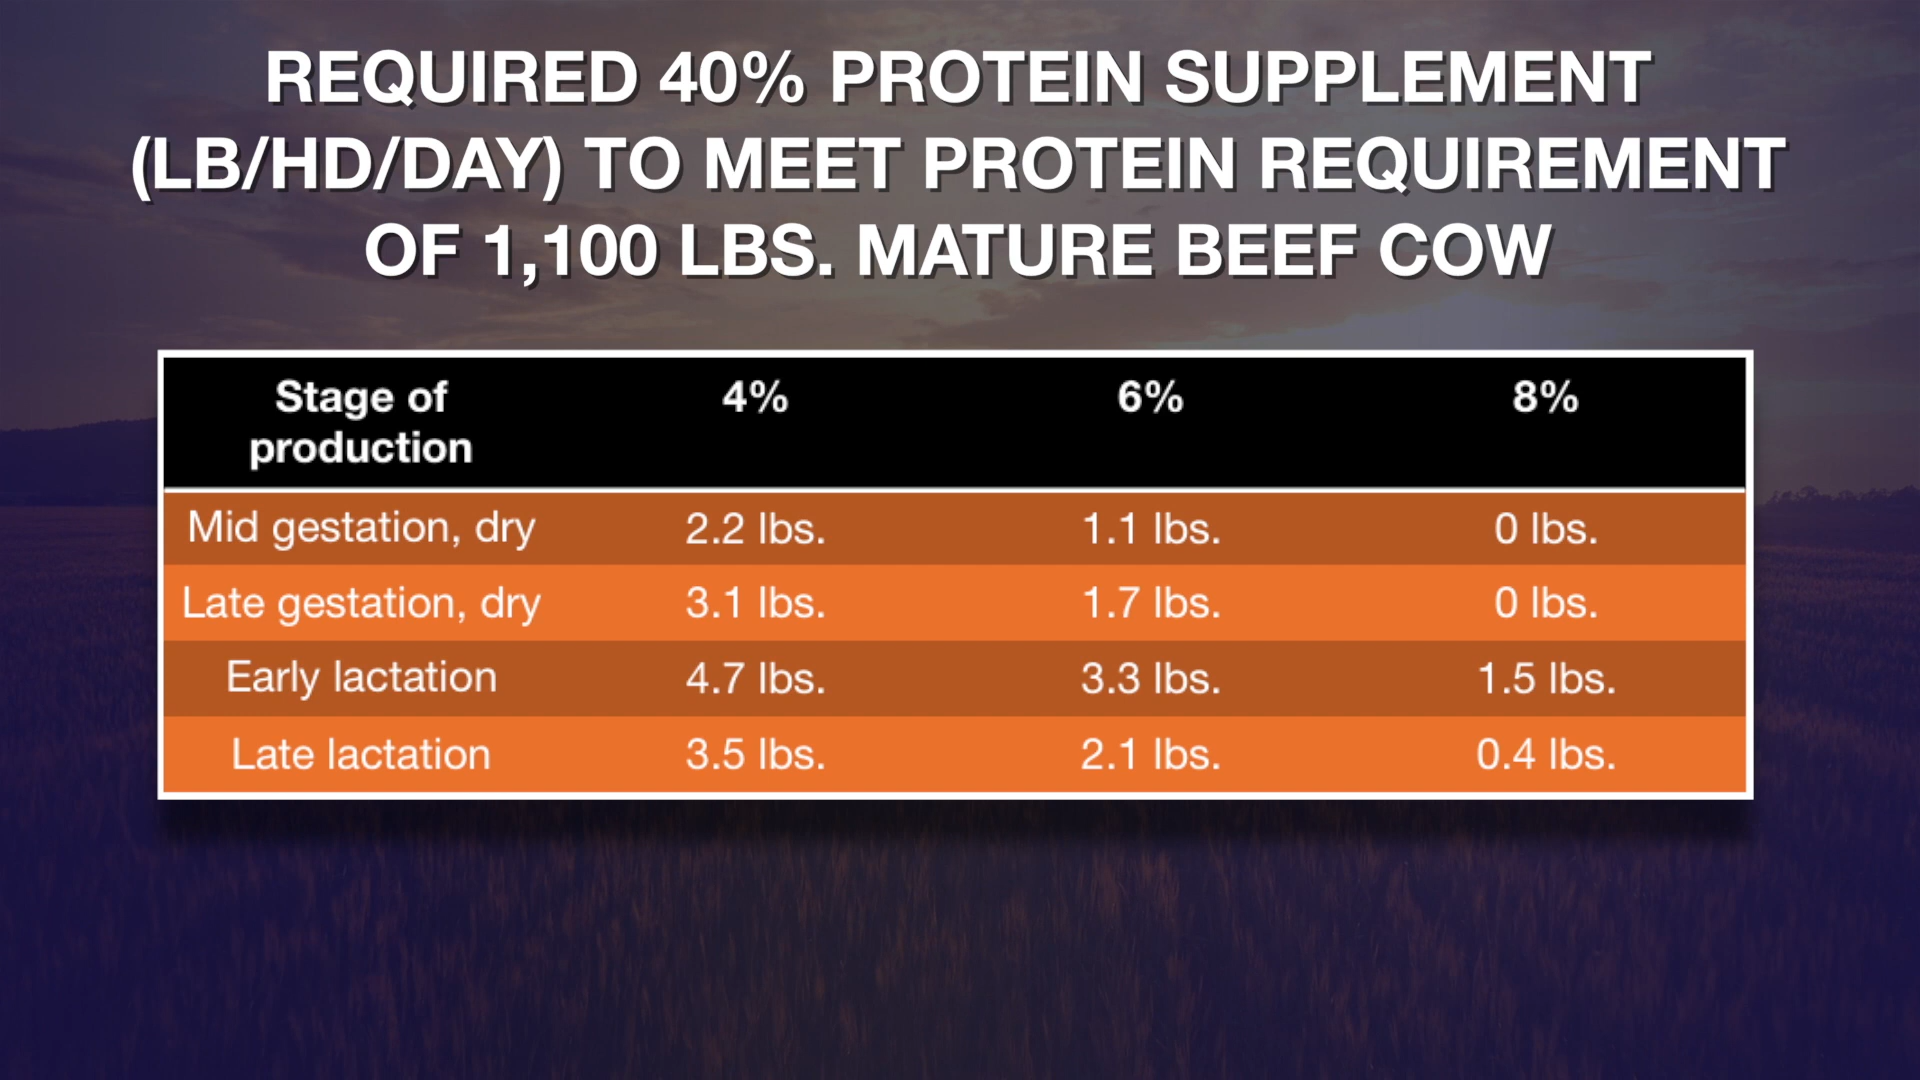 REQUIRED 40% PROTEIN SUPPLEMENT
(LB/HD/DAY) TO MEET PROTEIN REQUIREMENT
OF 1,100 LBS. MATURE BEEF COW
Stage of production 4% 6% 8%
Mid gestation, dry 2.2 lbs. 1.1 lbs. 0 lbs.
Late gestation, dry 3.1 lbs. 1.7 lbs. 0 lbs.
Early lactation 4.7 lbs. 3.3 lbs. 1.5 lbs.
Late lactation 3.5 lbs. 2.1 lbs. 0.4 lbs.